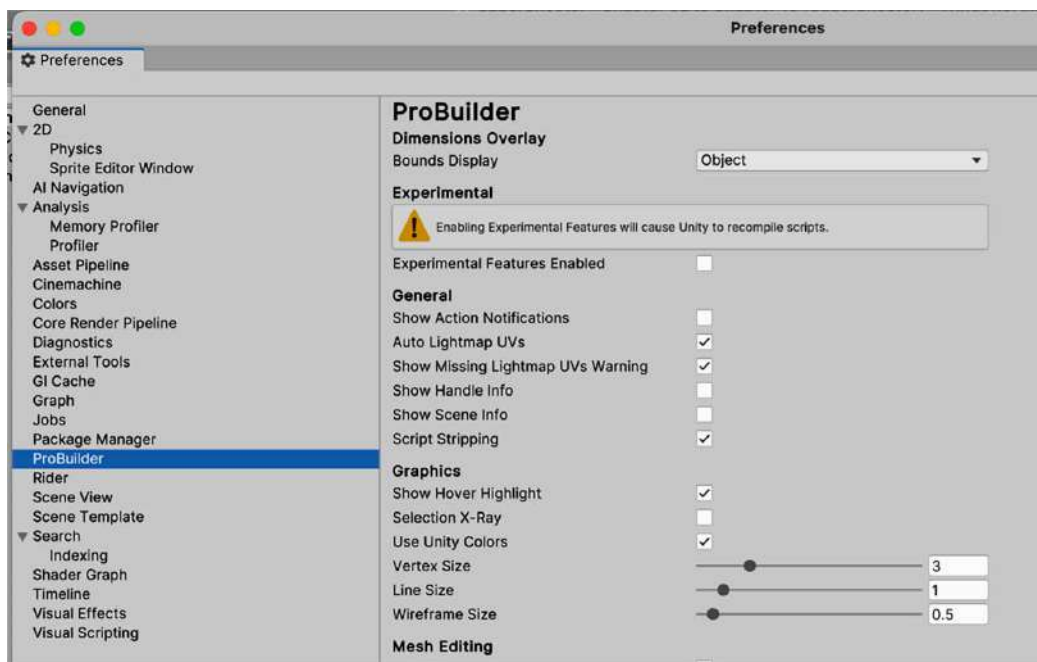 Preferences
Preferences
General
2D
Physics
Sprite Editor Window
AI Navigation
Analysis
Memory Profiler
Profiler
Asset Pipeline
Cinemachine
Colors
Core Render Pipeline
Diagnostics
External Tools
GI Cache
Graph
Jobs
Package Manager
ProBuilder
Rider
Scene View
Scene Template
Search
Indexing
Shader Graph
Timeline
Visual Effects
Visual Scripting
ProBuilder
Dimensions Overlay
Bounds Display Object
Experimental
Enabling Experimental Features will cause Unity to recompile scripts.
Experimental Features Enabled
General
Show Action Notifications
Auto Lightmap UVs
Show Missing Lightmap UVs Warning
Show Handle Info
Show Scene Info
Script Stripping
Graphics
Show Hover Highlight
Selection X-Ray
Use Unity Colors
Vertex Size 3
Line Size 1
Wireframe Size 0.5
Mesh Editing